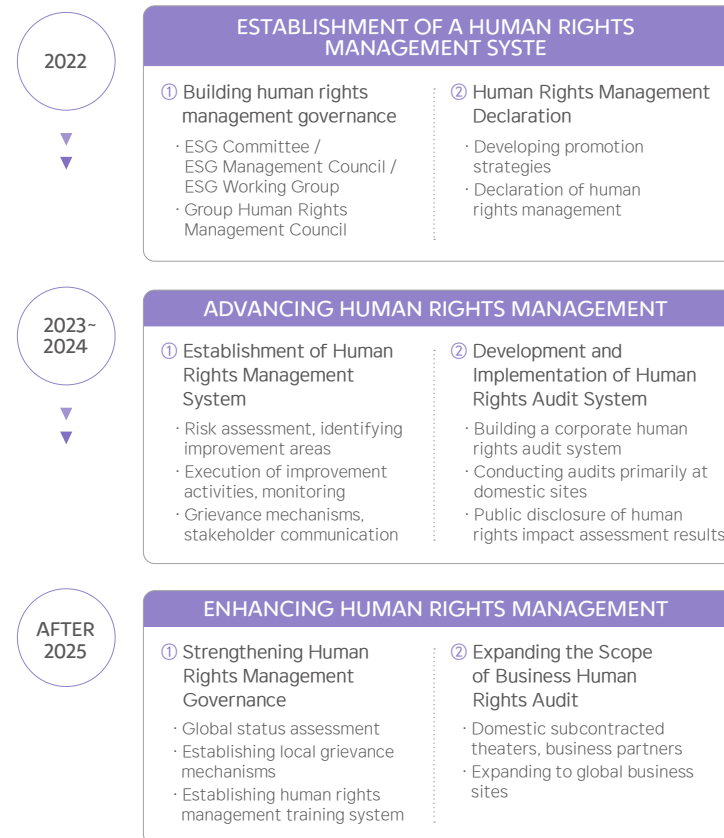 2022
ESTABLISHMENT OF A HUMAN RIGHTS
MANAGEMENT SYSTE
① Building human rights
management governance
· ESG Committee /
ESG Management Council /
ESG Working Group
· Group Human Rights
Management Council
② Human Rights Management
Declaration
· Developing promotion
strategies
· Declaration of human
rights management
2023~
2024
ADVANCING HUMAN RIGHTS MANAGEMENT
① Establishment of Human
Rights Management
System
· Risk assessment, identifying
improvement areas
· Execution of improvement
activities, monitoring
· Grievance mechanisms,
stakeholder communication
② Development and
Implementation of Human
Rights Audit System
· Building a corporate human
rights audit system
· Conducting audits primarily at
domestic sites
· Public disclosure of human
rights impact assessment results
AFTER
2025
ENHANCING HUMAN RIGHTS MANAGEMENT
① Strengthening Human
Rights Management
Governance
· Global status assessment
· Establishing local grievance
mechanisms
· Establishing human rights
management training system
② Expanding the Scope
of Business Human
Rights Audit
· Domestic subcontracted
theaters, business partners
· Expanding to global business
sites